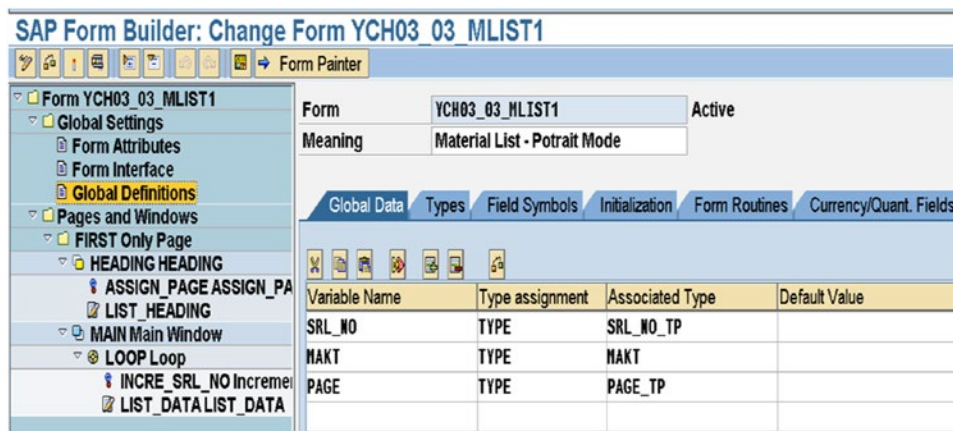 SAP Form Builder: Change Form YCH03_03_MLIST1
Form Painter
Form YCH03_03_MLIST1
Global Settings
Form Attributes
Form Interface
Global Definitions
Pages and Windows
FIRST Only Page
HEADING HEADING
ASSIGN_PAGE ASSIGN_PA
LIST_HEADING
MAIN Main Window
LOOP Loop
INCRE_SRL_NO Incremen
LIST_DATA LIST_DATA
Form YCH03_03_MLIST1 Active
Meaning Material List - Potrait Mode
Global Data Types Field Symbols Initialization Form Routines Currency/Quant. Fields
Variable Name Type assignment Associated Type Default Value
SRL_NO TYPE SRL_NO_TP
MAKT TYPE MAKT
PAGE TYPE PAGE_TP